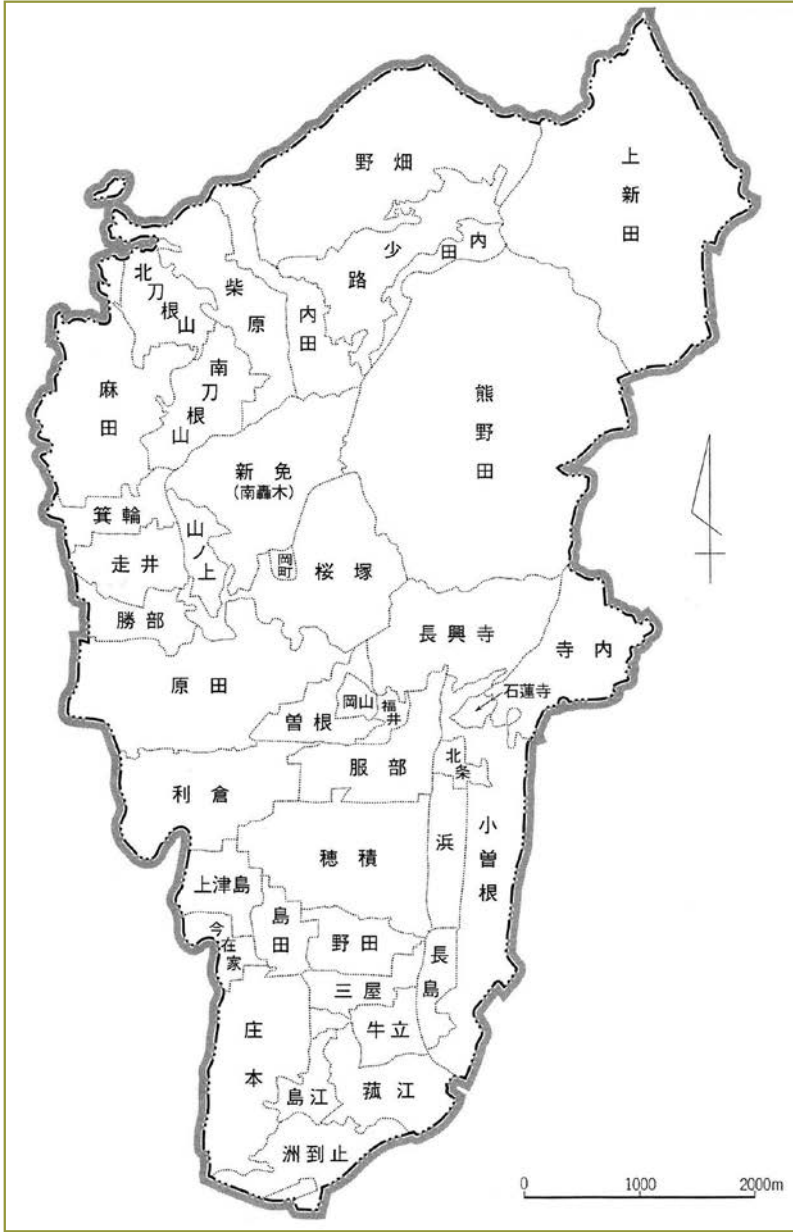 野畑
上新田
少路
内田
北刀根山
柴原
内田
南刀根山
麻田
熊野田
新免
(南轟木)
箕輪
山ノ上
岡町
桜塚
走井
勝部
長興寺
寺内
原田
岡山
福井
石蓮寺
曽根
服部
北条
利倉
浜
小曽根
穂積
上津島
島田
今在家
野田
長島
三屋
庄本
牛立
島江
菰江
洲到止
0 1000 2000m